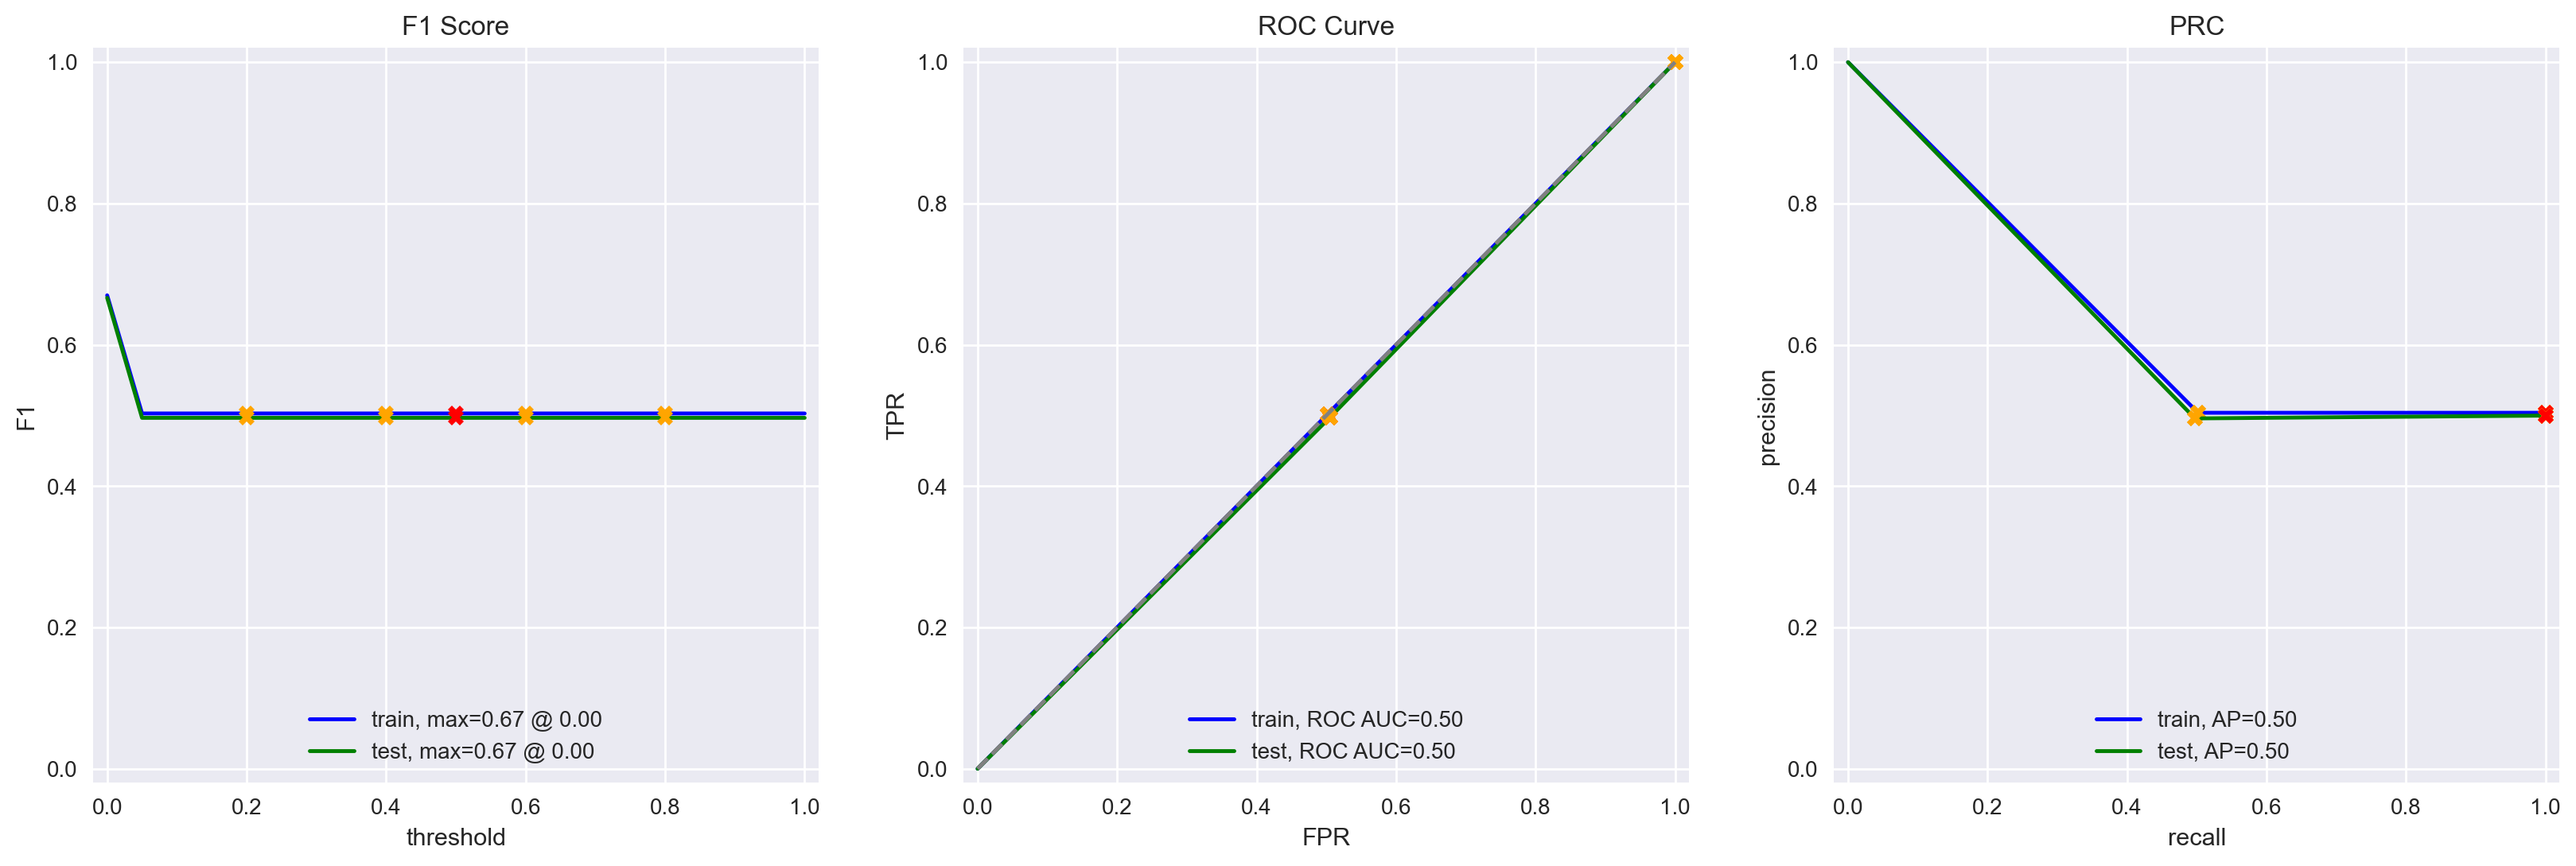 F1 Score
1.0
0.8
0.6
0.4
0.2
0.0
F1
train, max=0.67 @ 0.00
test, max=0.67 @ 0.00
0.0 0.2 0.4 0.6 0.8 1.0
threshold
ROC Curve
1.0
0.8
0.6
0.4
0.2
0.0
TPR
train, ROC AUC=0.50
test, ROC AUC=0.50
0.0 0.2 0.4 0.6 0.8 1.0
FPR
PRC
1.0
0.8
0.6
0.4
0.2
0.0
precision
train, AP=0.50
test, AP=0.50
0.0 0.2 0.4 0.6 0.8 1.0
recall